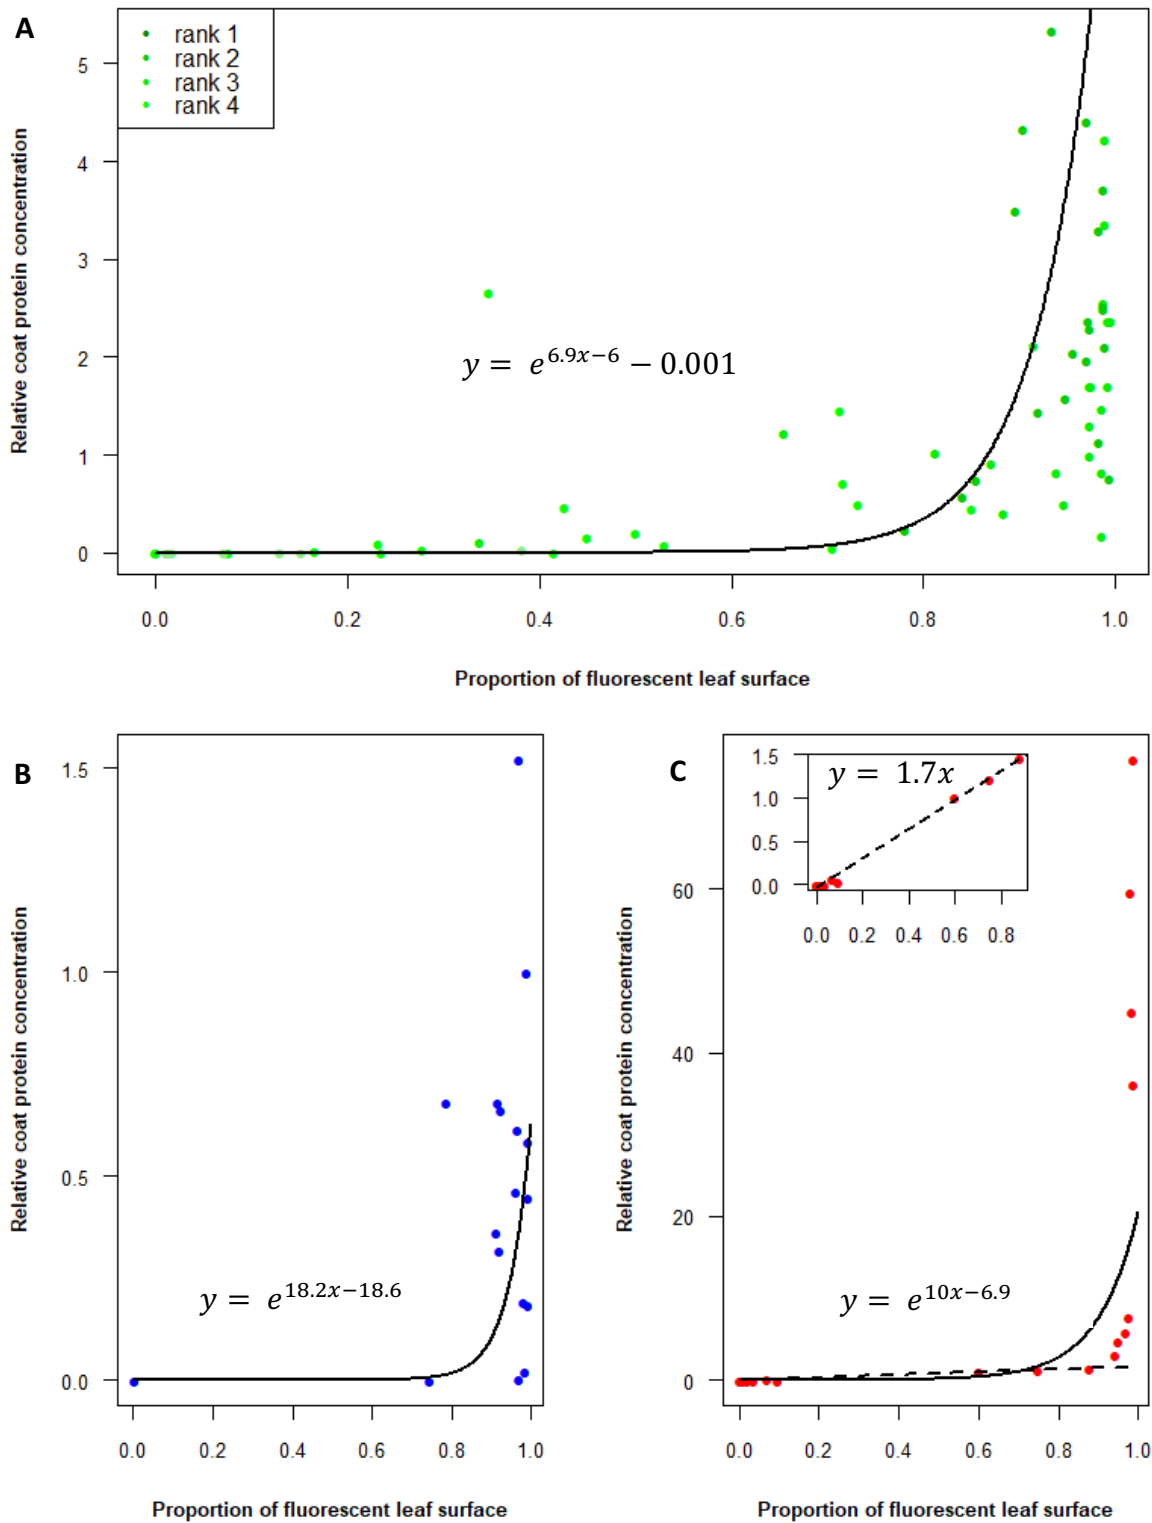 A
rank 1
rank 2
rank 3
rank 4
Relative coat protein concentration
5
4
3
2
1
0
y = e^{6.9x−6} − 0.001
0.0 0.2 0.4 0.6 0.8 1.0
Proportion of fluorescent leaf surface
B
Relative coat protein concentration
1.5
1.0
0.5
0.0
y = e^{18.2x−18.6}
0.0 0.2 0.4 0.6 0.8 1.0
Proportion of fluorescent leaf surface
C
Relative coat protein concentration
60
40
20
0
y = 1.7x
1.5
1.0
0.5
0.0
0.0 0.2 0.4 0.6 0.8
y = e^{10x−6.9}
0.0 0.2 0.4 0.6 0.8 1.0
Proportion of fluorescent leaf surface